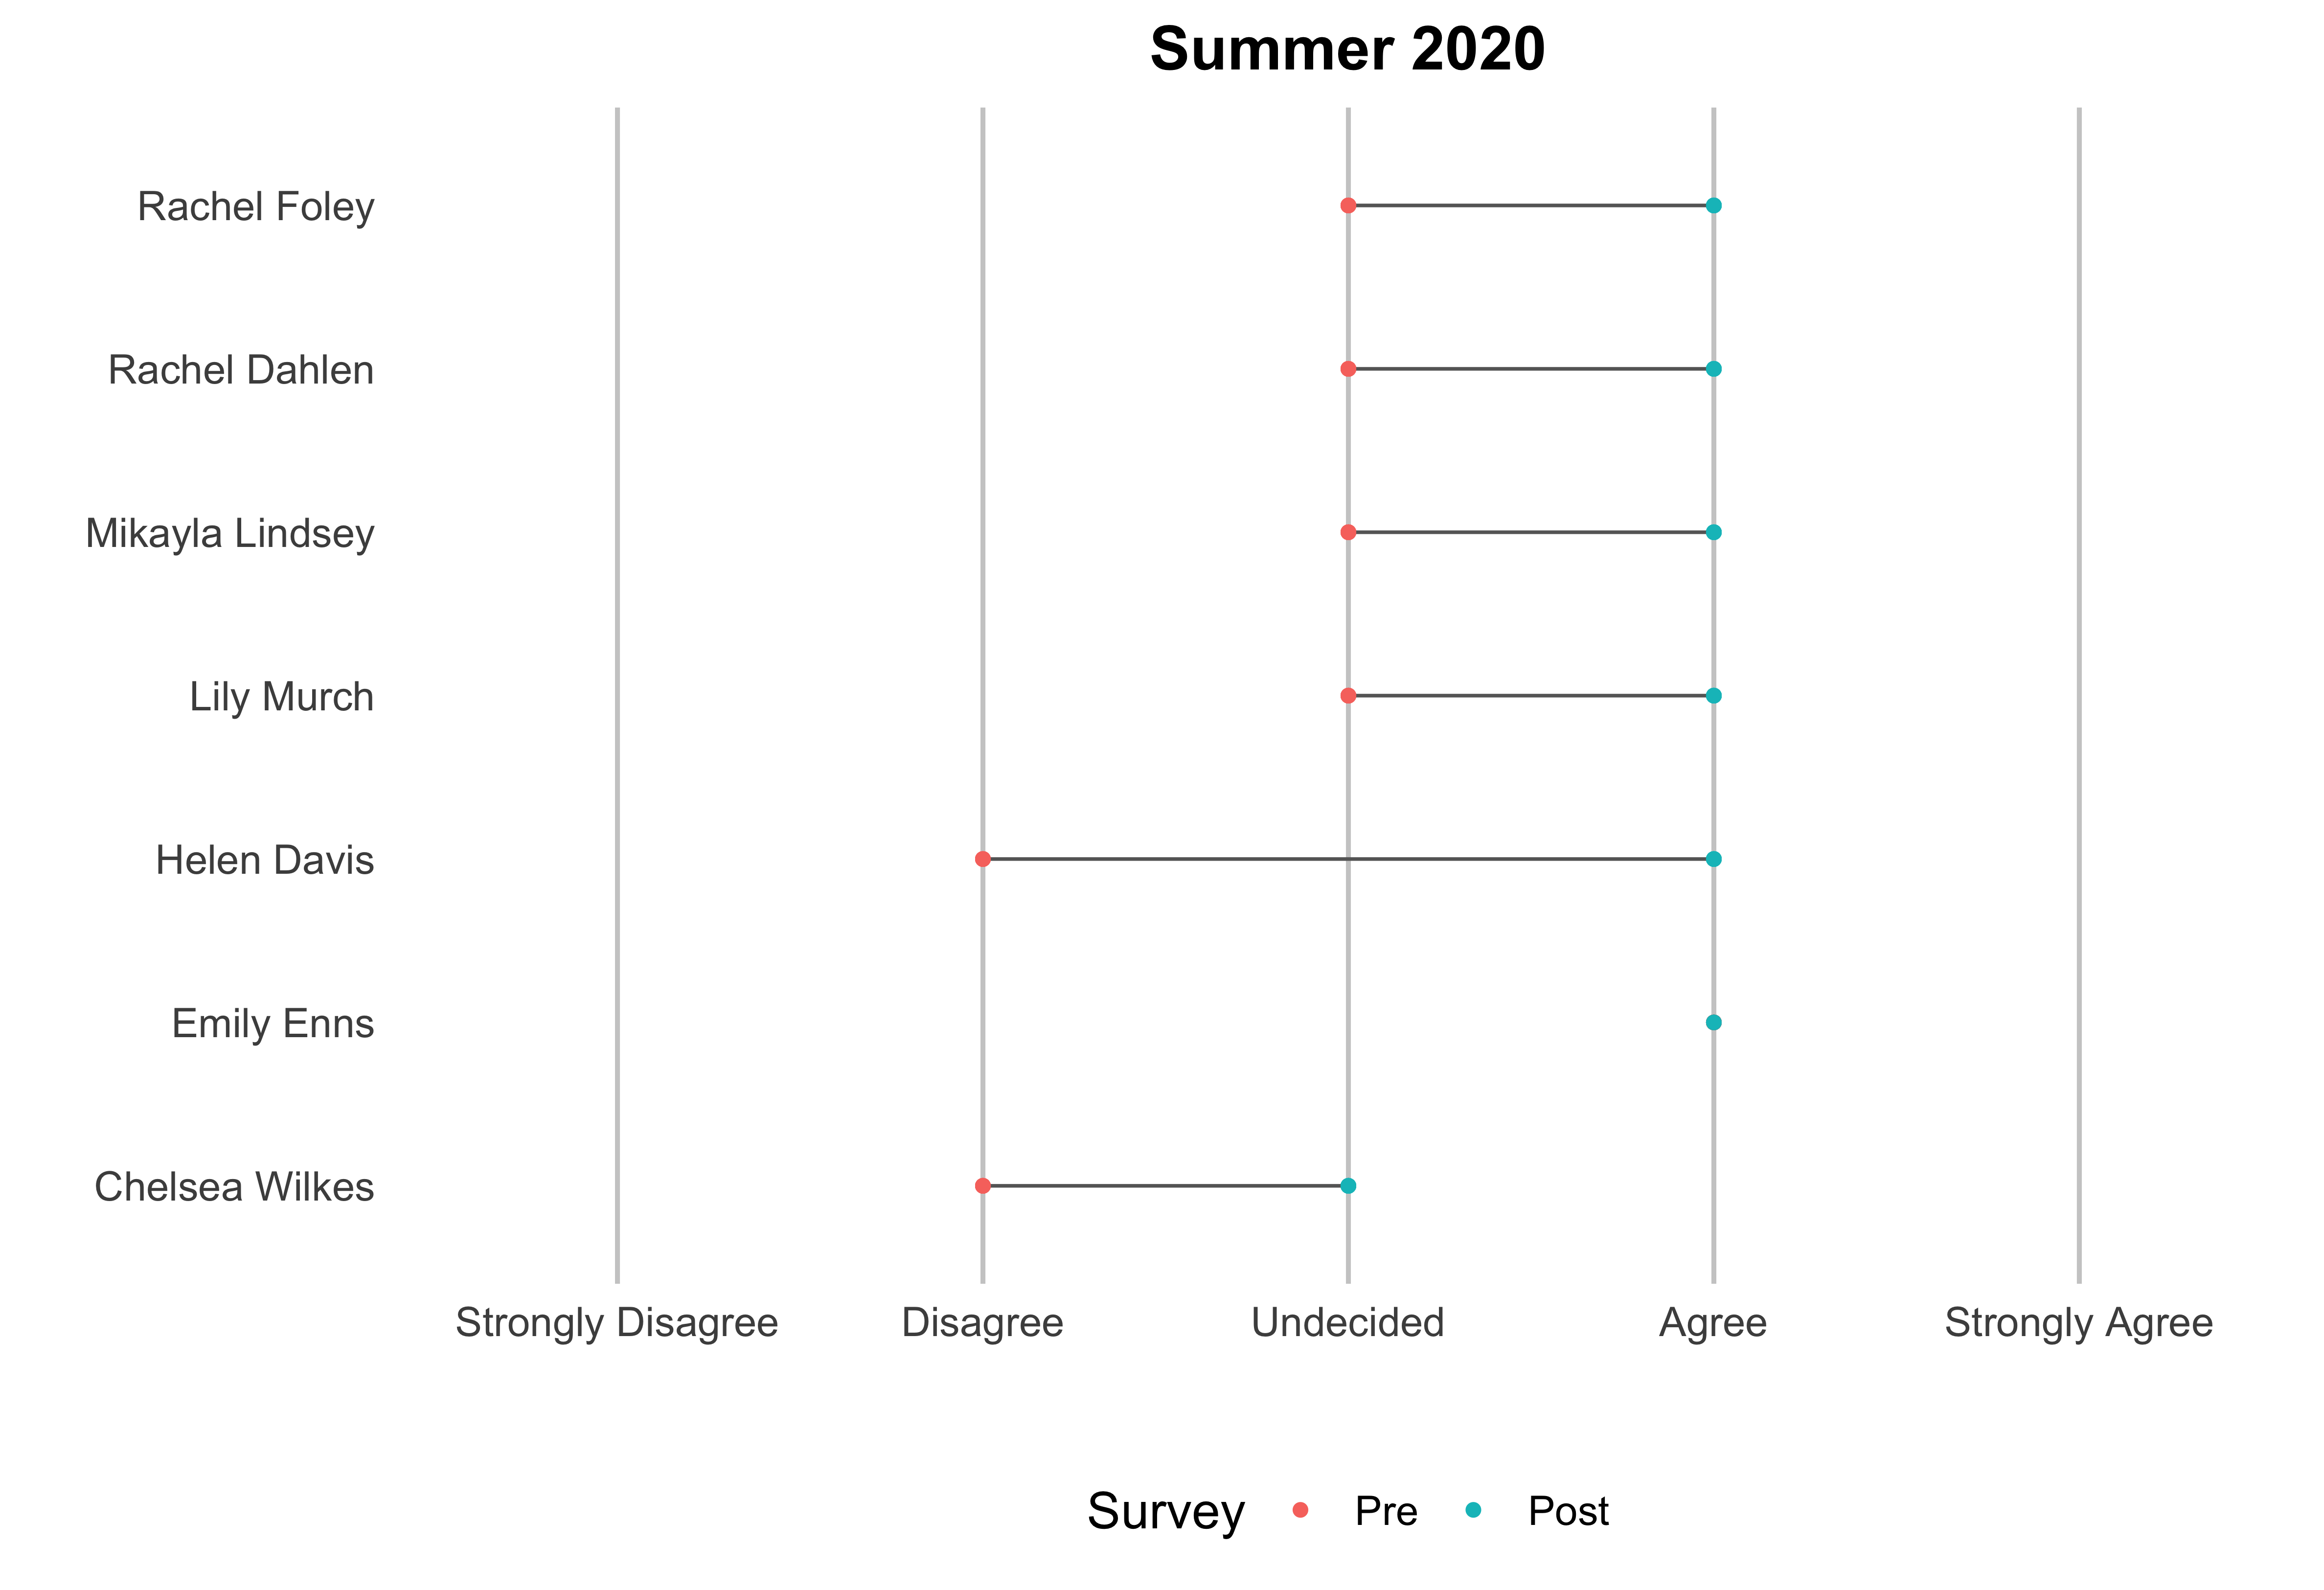 Summer 2020
Rachel Foley
Rachel Dahlen
Mikayla Lindsey
Lily Murch
Helen Davis
Emily Enns
Chelsea Wilkes
Strongly Disagree Disagree Undecided Agree Strongly Agree
Survey Pre Post